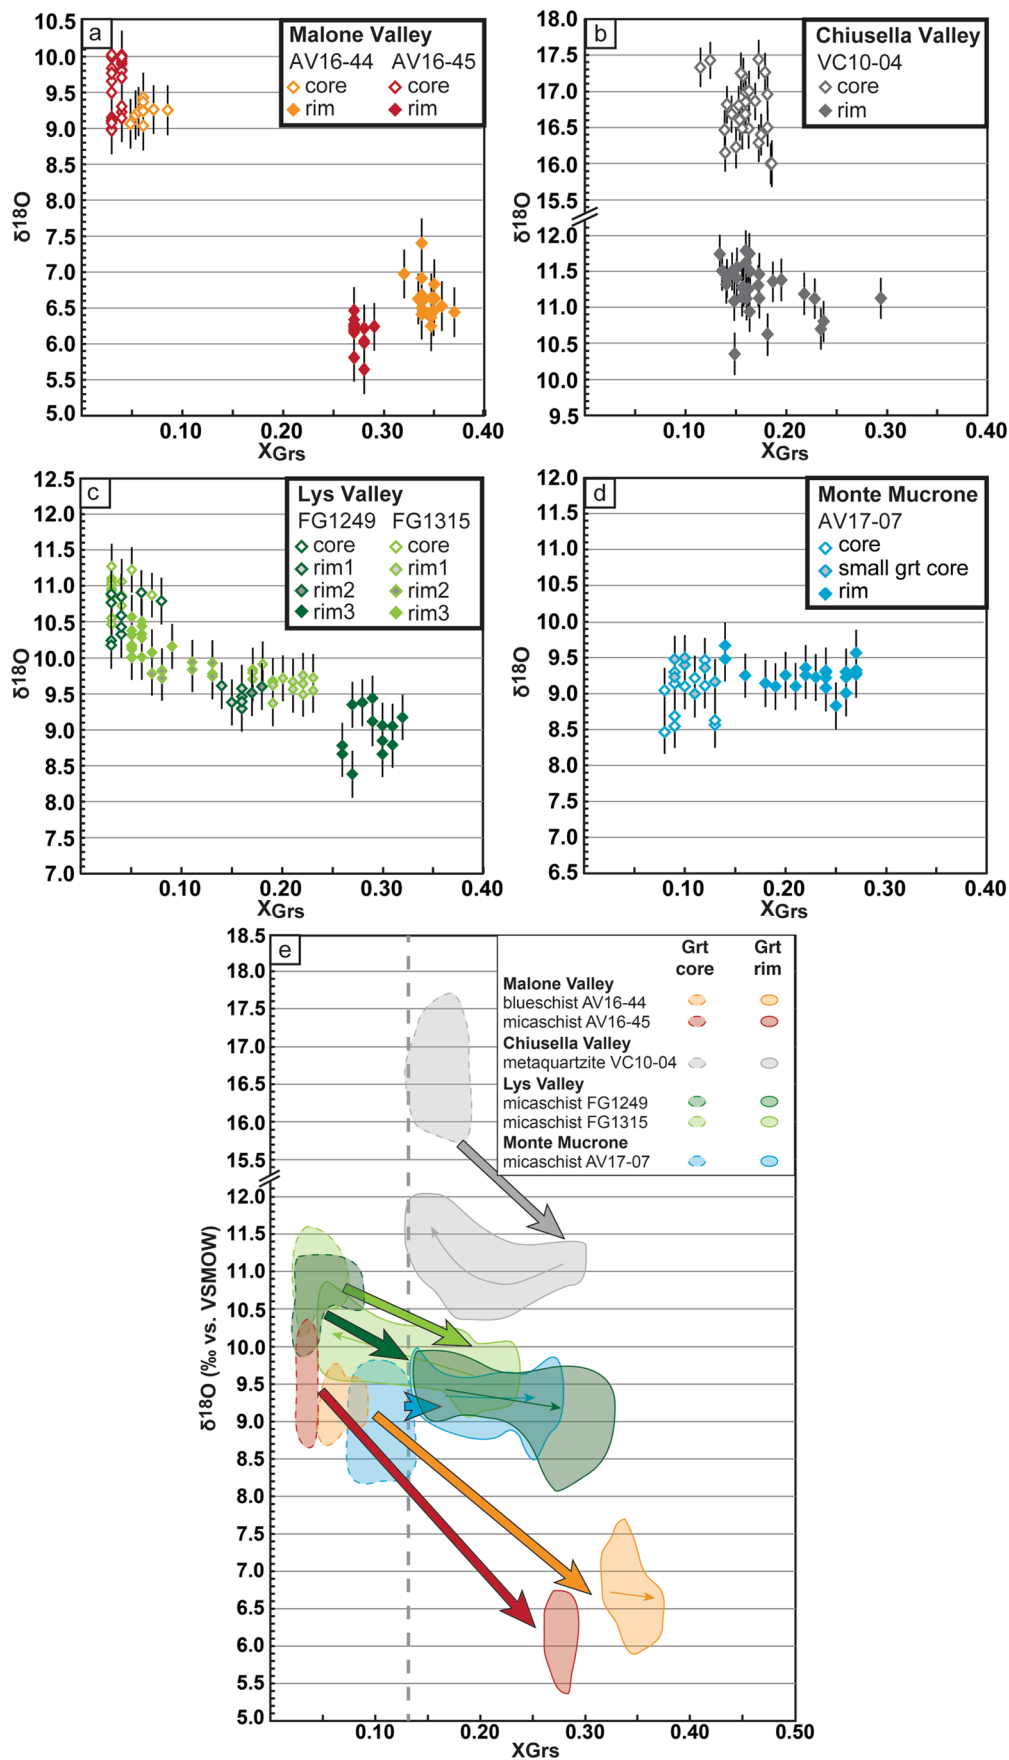 a
Malone Valley
AV16-44 AV16-45
core core
rim rim
10.5
10.0
9.5
9.0
8.5
8.0
7.5
7.0
6.5
6.0
5.5
5.0
δ18O
0.10 0.20 0.30 0.40
XGrs
b
Chiusella Valley
VC10-04
core
rim
18.0
17.5
17.0
16.5
16.0
15.5
12.0
11.5
11.0
10.5
10.0
9.5
δ18O
0.10 0.20 0.30 0.40
XGrs
c
Lys Valley
FG1249 FG1315
core core
rim1 rim1
rim2 rim2
rim3 rim3
12.5
12.0
11.5
11.0
10.5
10.0
9.5
9.0
8.5
8.0
7.5
7.0
δ18O
0.10 0.20 0.30 0.40
XGrs
d
Monte Mucrone
AV17-07
core
small grt core
rim
12.0
11.5
11.0
10.5
10.0
9.5
9.0
8.5
8.0
7.5
7.0
6.5
δ18O
0.10 0.20 0.30 0.40
XGrs
e
Grt core Grt rim
Malone Valley
blueschist AV16-44
micaschist AV16-45
Chiusella Valley
metaquartzite VC10-04
Lys Valley
micaschist FG1249
micaschist FG1315
Monte Mucrone
micaschist AV17-07
18.5
18.0
17.5
17.0
16.5
16.0
15.5
12.0
11.5
11.0
10.5
10.0
9.5
9.0
8.5
8.0
7.5
7.0
6.5
6.0
5.5
5.0
δ18O (‰ vs. VSMOW)
0.10 0.20 0.30 0.40 0.50
XGrs